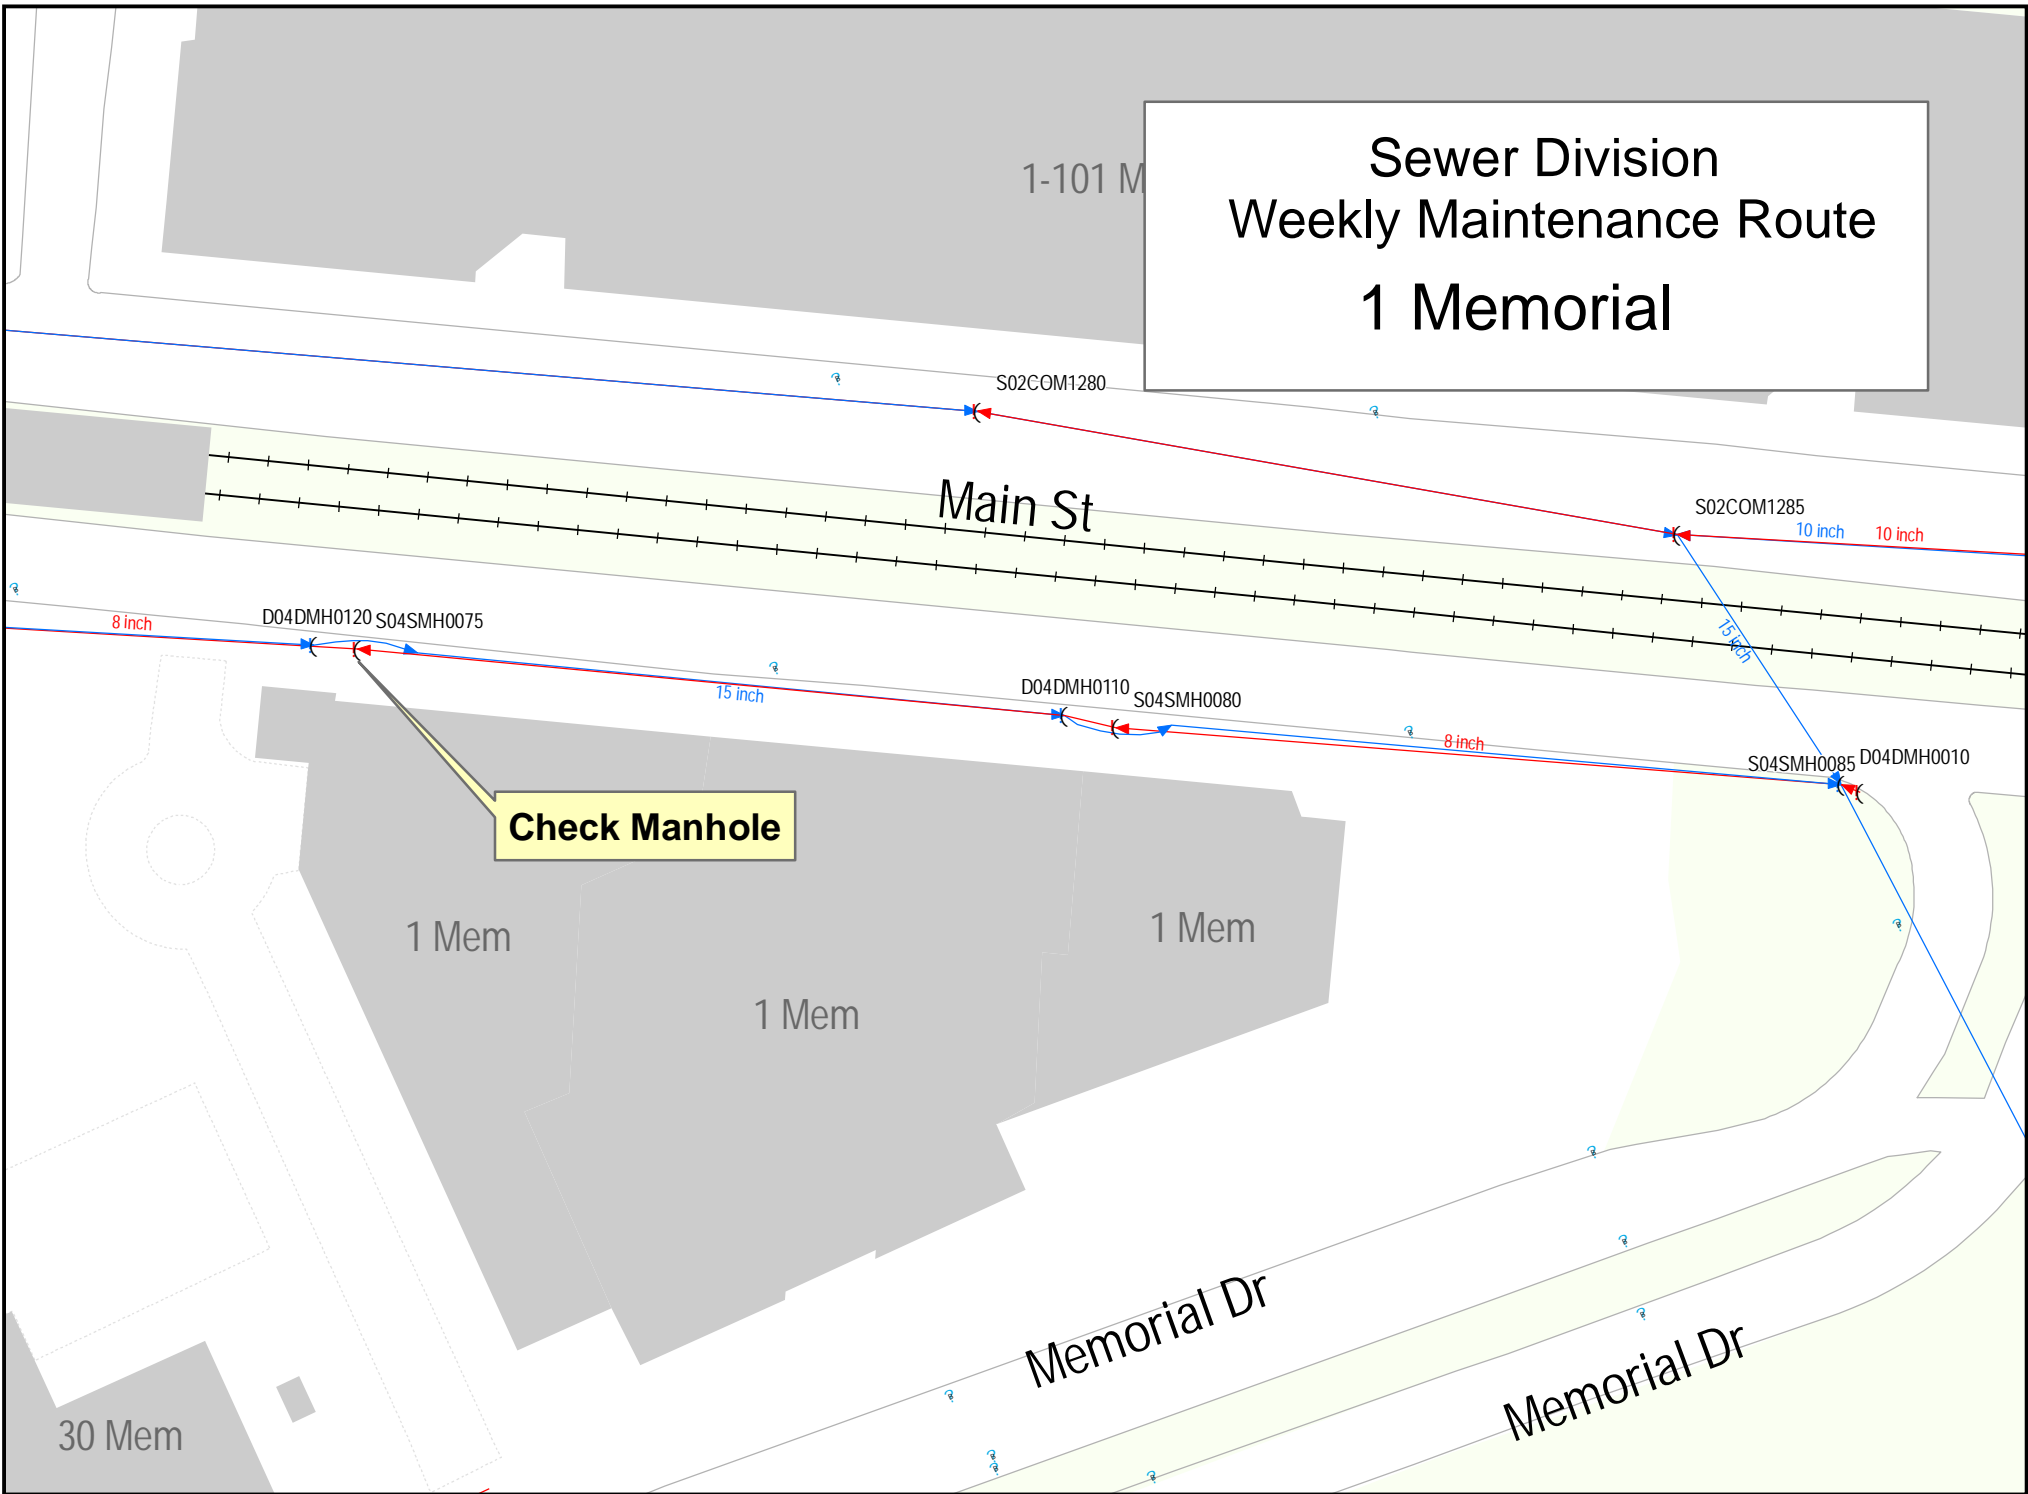 1-101 M
Sewer Division
Weekly Maintenance Route
1 Memorial
S02COM1280
Main St
S02COM1285
10 inch
10 inch
15 inch
8 inch
D04DMH0120
S04SMH0075
15 inch
D04DMH0110
S04SMH0080
8 inch
S04SMH0085
D04DMH0010
Check Manhole
1 Mem
1 Mem
1 Mem
Memorial Dr
Memorial Dr
30 Mem